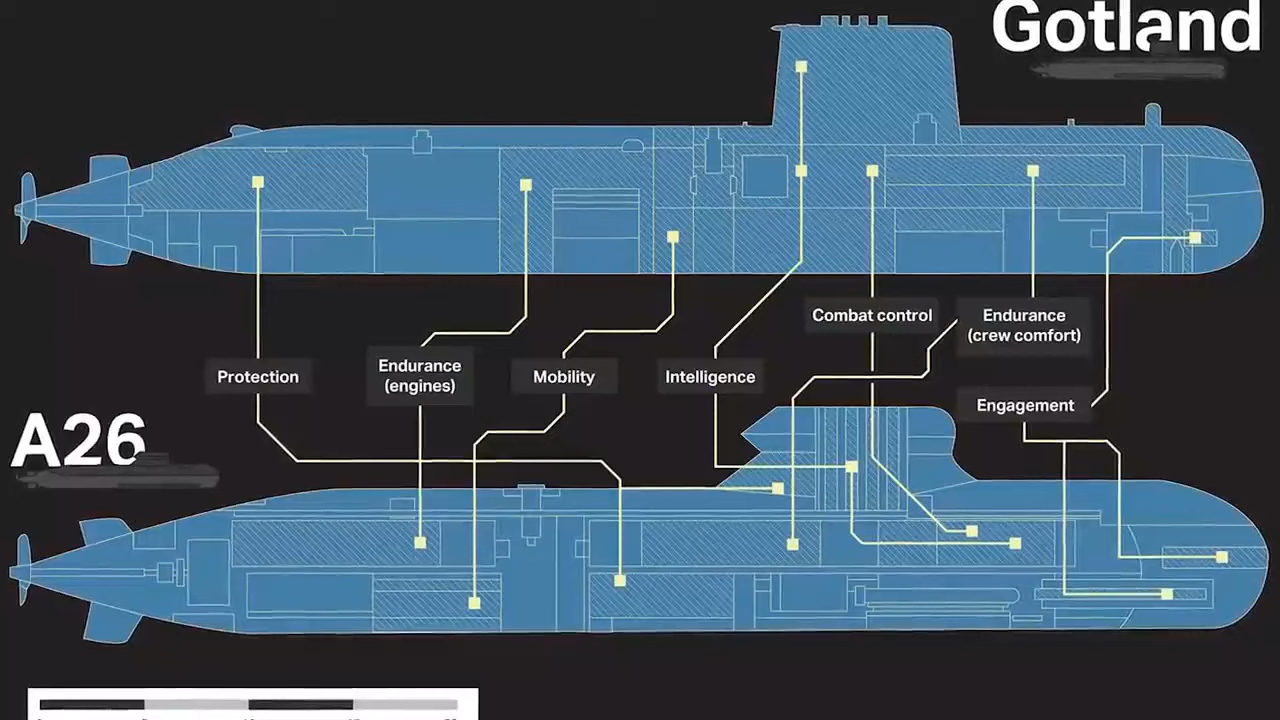 Gotland
Combat control
Endurance
(crew comfort)
Protection
Endurance
(engines)
Mobility
Intelligence
Engagement
A26